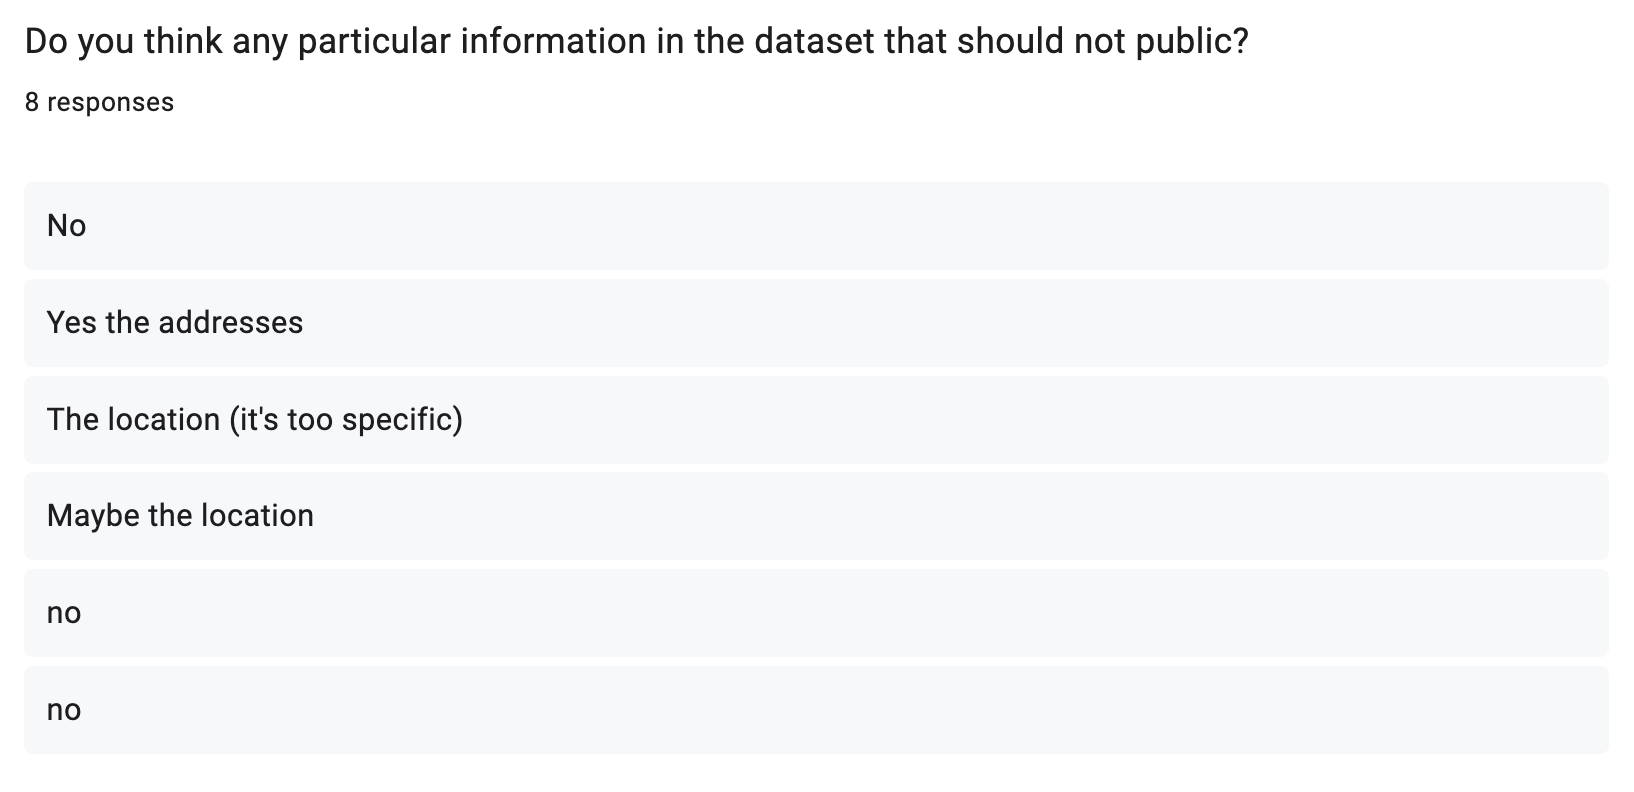 Do you think any particular information in the dataset that should not public?
8 responses
No
Yes the addresses
The location (it's too specific)
Maybe the location
no
no